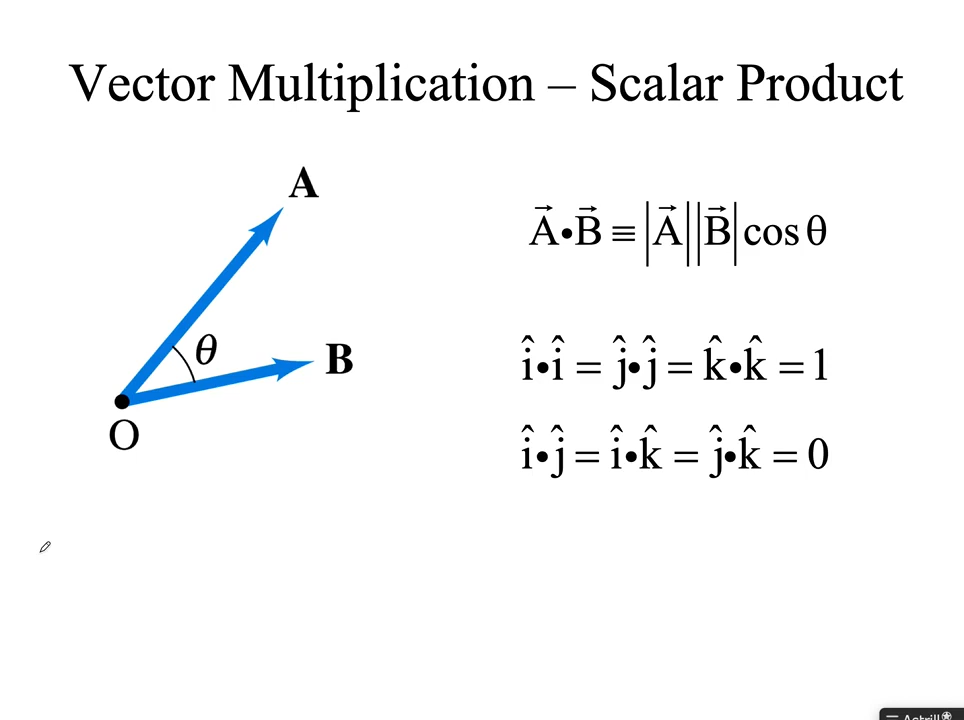 Vector Multiplication – Scalar Product
A
θ
B
O
A⃗•B⃗ ≡ |A⃗||B⃗| cos θ
î•î = ĵ•ĵ = k̂•k̂ = 1
î•ĵ = î•k̂ = ĵ•k̂ = 0